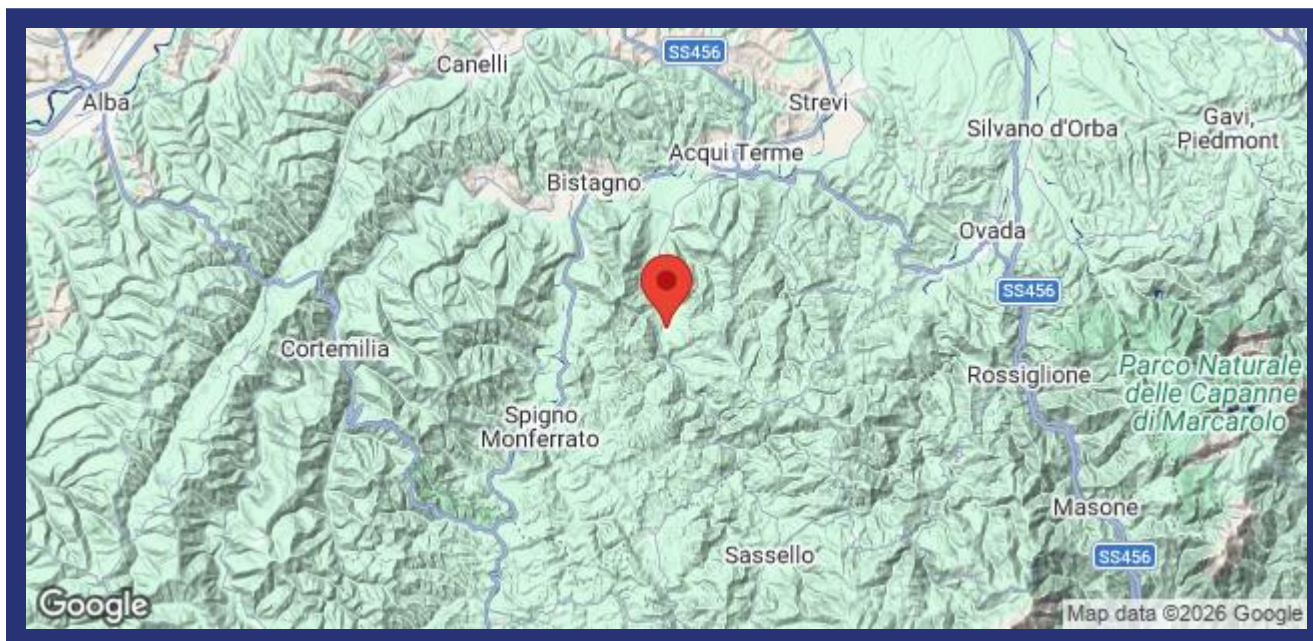 SS456
Canelli
Alba
Strevi
Silvano d'Orba
Gavi,
Piedmont
Acqui Terme
Bistagno
Ovada
SS456
Cortemilia
Rossiglione
Parco Naturale
delle Capanne
di Marcarolo
Spigno
Monferrato
Masone
Sassello
SS456
Google
Map data ©2026 Google